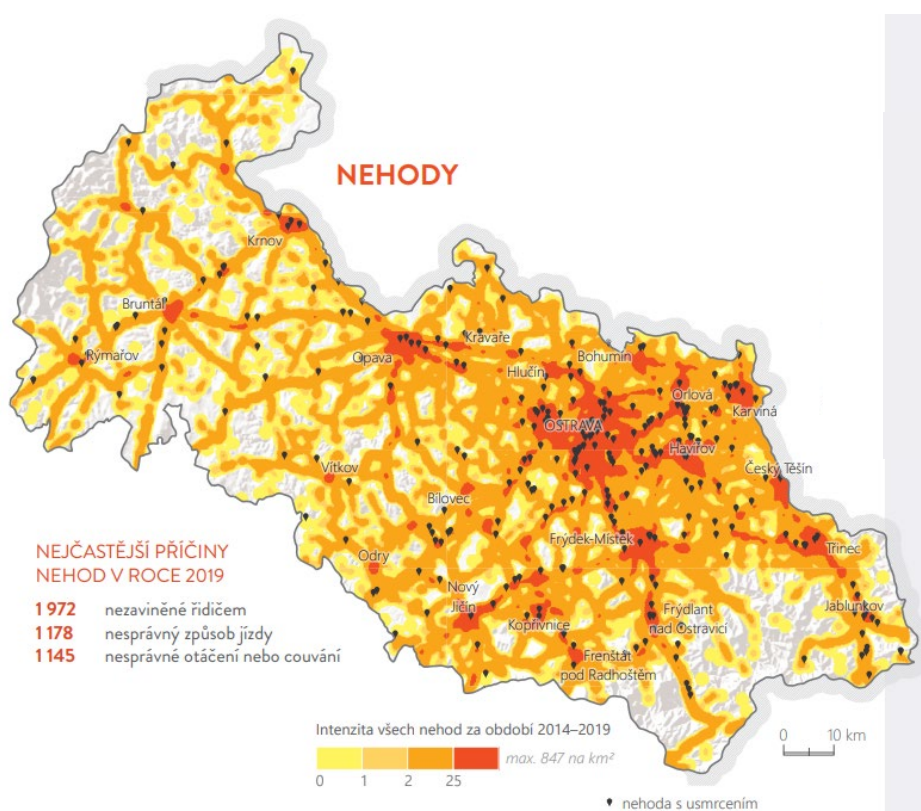 NEHODY
Krnov
Bruntál
Rýmařov
Opava
Kravaře
Hlučín
Bohumín
Orlová
Karviná
OSTRAVA
Havířov
Český Těšín
Vítkov
Bílovec
Frýdek-Místek
Třinec
Odry
Nový
Jičín
Kopřivnice
Frýdlant
nad Ostravicí
Jablunkov
Frenštát
pod Radhoštěm
NEJČASTĚJŠÍ PŘÍČINY
NEHOD V ROCE 2019
1 972 nezaviněné řidičem
1 178 nesprávný způsob jízdy
1 145 nesprávné otáčení nebo couvání
Intenzita všech nehod za období 2014–2019
max. 847 na km²
0 1 2 25
0 10 km
nehoda s usmrcením